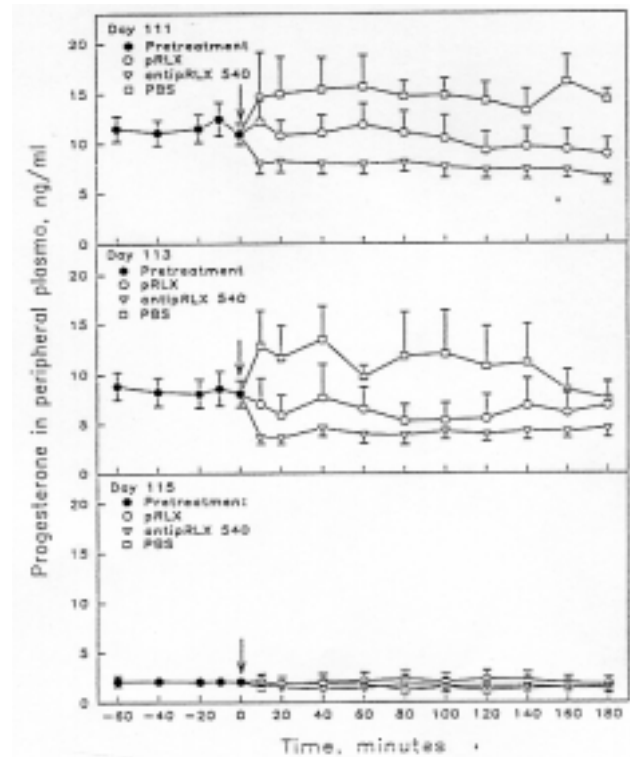 Day 111
Pretreatment
pRLX
antipRLX 540
PBS
20
15
10
5
0
Day 113
Pretreatment
pRLX
antipRLX 540
PBS
20
15
10
5
0
Day 115
Pretreatment
pRLX
antipRLX 540
PBS
20
15
10
5
0
-60 -40 -20 0 20 40 60 80 100 120 140 160 180
Time, minutes
Progesterone in peripheral plasmo, ng/ml